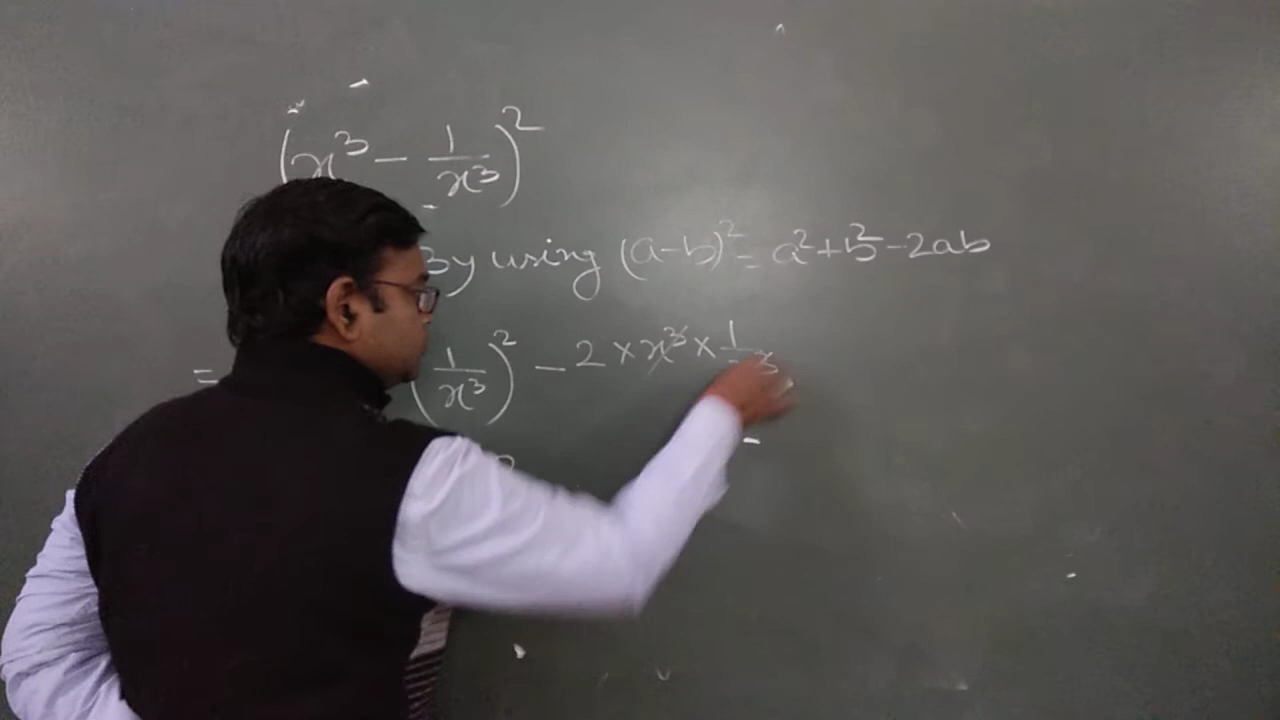 (x³ - 1/x³)²
By using (a-b)² = a²+b²-2ab
= (1/x³)² - 2 × x³ × 1/x³